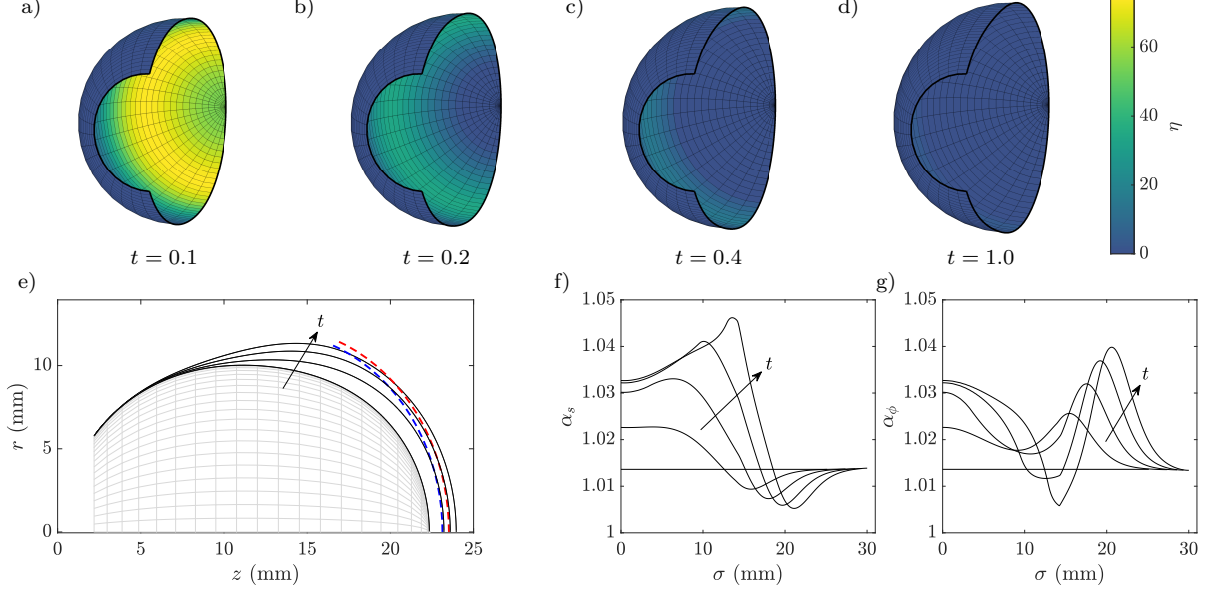 a)
b)
c)
d)
60
40
20
0
η
t = 0.1
t = 0.2
t = 0.4
t = 1.0
e)
10
5
0
r (mm)
t
0
5
10
15
20
25
z (mm)
f)
1.05
1.04
1.03
1.02
1.01
1
α_s
t
0
10
20
30
σ (mm)
g)
1.05
1.04
1.03
1.02
1.01
1
α_ϕ
t
0
10
20
30
σ (mm)